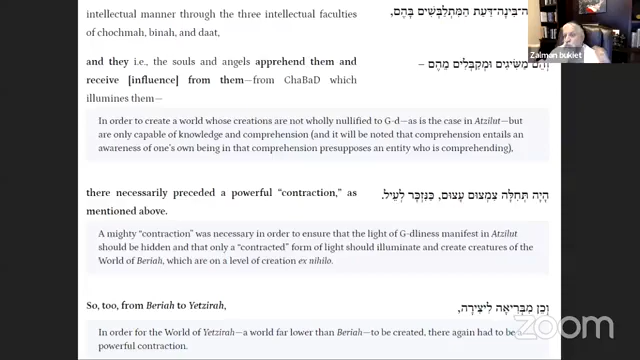 intellectual manner through the three intellectual faculties
of chochmah, binah, and daat,
ה-בִּינָה-דַּעַת הַמִּתְלַבְּשִׁים בָּהֶם,
Zalman bukiet
and they i.e., the souls and angels apprehend them and
receive [influence] from them—from ChaBaD which
illumines them—
וְהֵם מַשִּׂיגִים וּמְקַבְּלִים מֵהֶם –
In order to create a world whose creations are not wholly nullified to G-d—as is the case in Atzilut—but
are only capable of knowledge and comprehension (and it will be noted that comprehension entails an
awareness of one's own being in that comprehension presupposes an entity who is comprehending),
there necessarily preceded a powerful “contraction,” as
mentioned above.
הָיָה תְּחִלָּה צִמְצוּם עָצוּם, כַּנִּזְכָּר לְעֵיל.
A mighty “contraction” was necessary in order to ensure that the light of G-dliness manifest in Atzilut
should be hidden and that only a “contracted” form of light should illuminate and create creatures of the
World of Beriah, which are on a level of creation ex nihilo.
So, too, from Beriah to Yetzirah,
וְכֵן מִבְּרִיאָה לִיצִירָה,
In order for the World of Yetzirah—a world far lower than Beriah—to be created, there again had to be a
powerful contraction.
zoom